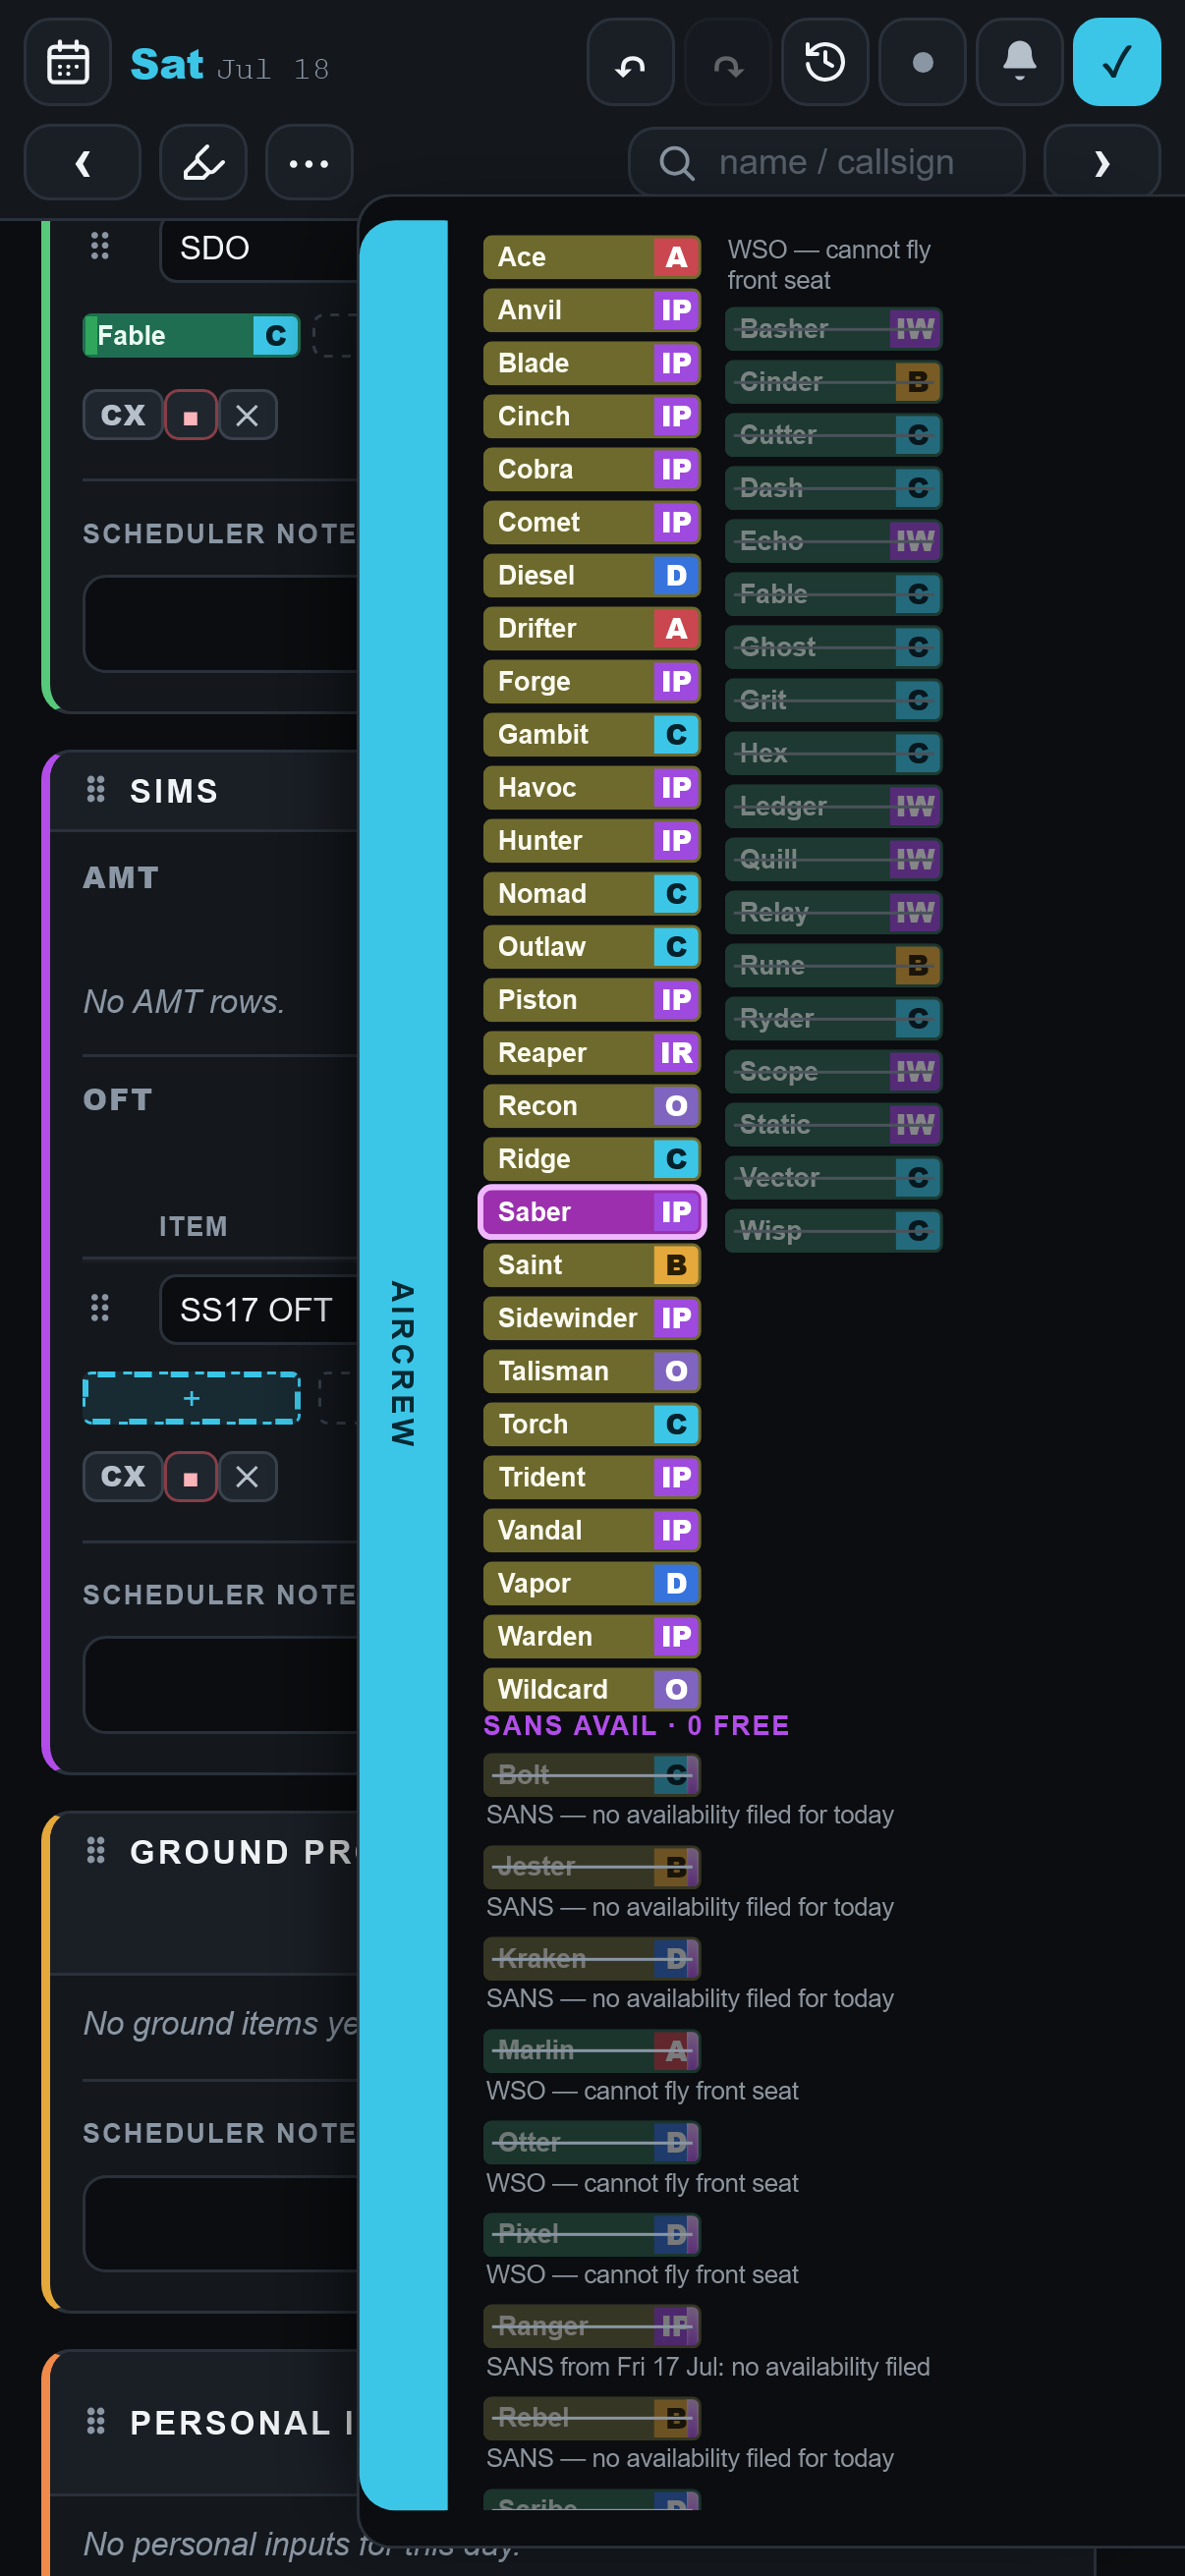 Sat Jul 18
name / callsign
SDO
Fable C
CX
SCHEDULER NOTE
SIMS
AMT
No AMT rows.
OFT
ITEM
SS17 OFT
+
CX
SCHEDULER NOTE
GROUND PR
No ground items ye
SCHEDULER NOTE
PERSONAL I
No personal inputs for this day.
AIRCREW
Ace A
Anvil IP
Blade IP
Cinch IP
Cobra IP
Comet IP
Diesel D
Drifter A
Forge IP
Gambit C
Havoc IP
Hunter IP
Nomad C
Outlaw C
Piston IP
Reaper IR
Recon O
Ridge C
Saber IP
Saint B
Sidewinder IP
Talisman O
Torch C
Trident IP
Vandal IP
Vapor D
Warden IP
Wildcard O
WSO — cannot fly
front seat
Basher IW
Cinder B
Cutter C
Dash C
Echo IW
Fable C
Ghost C
Grit C
Hex C
Ledger IW
Quill IW
Relay IW
Rune B
Ryder C
Scope IW
Static IW
Vector C
Wisp C
SANS AVAIL · 0 FREE
Bolt C
SANS — no availability filed for today
Jester B
SANS — no availability filed for today
Kraken D
SANS — no availability filed for today
Marlin A
WSO — cannot fly front seat
Otter D
WSO — cannot fly front seat
Pixel D
WSO — cannot fly front seat
Ranger IP
SANS from Fri 17 Jul: no availability filed
Rebel B
SANS — no availability filed for today
Scribe D